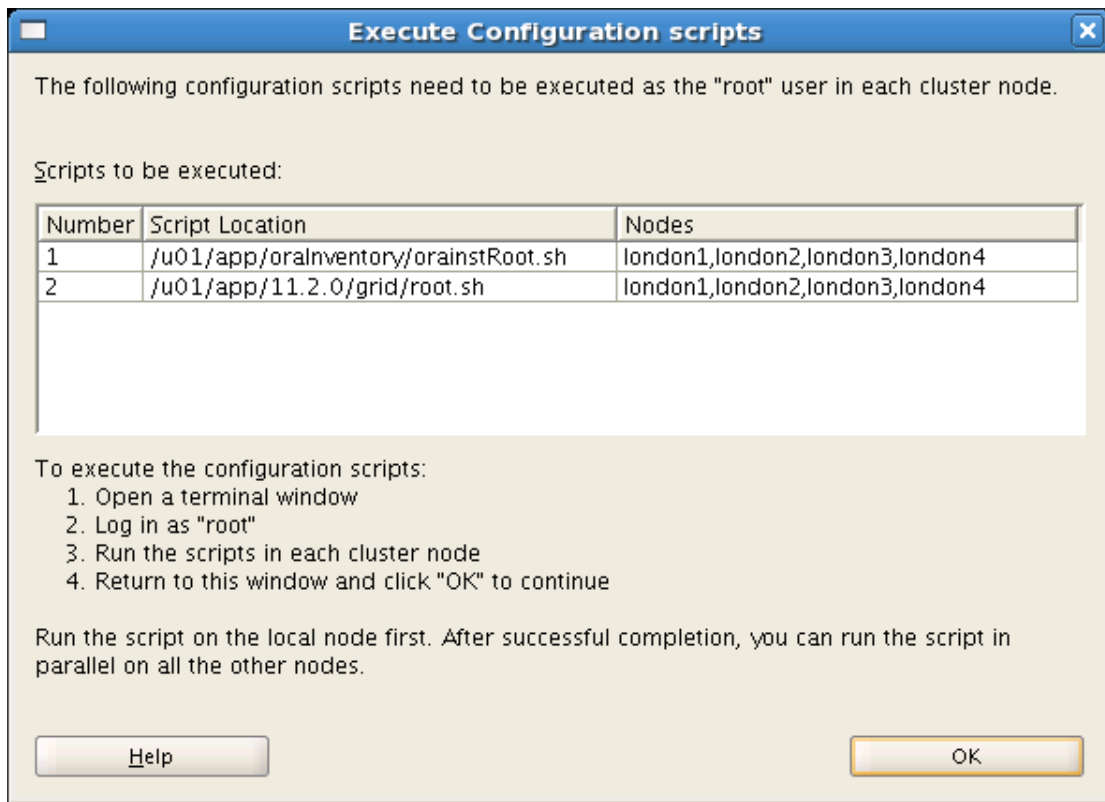 Execute Configuration scripts
The following configuration scripts need to be executed as the "root" user in each cluster node.
Scripts to be executed:
Number Script Location Nodes
1 /u01/app/oraInventory/orainstRoot.sh london1,london2,london3,london4
2 /u01/app/11.2.0/grid/root.sh london1,london2,london3,london4
To execute the configuration scripts:
1. Open a terminal window
2. Log in as "root"
3. Run the scripts in each cluster node
4. Return to this window and click "OK" to continue
Run the script on the local node first. After successful completion, you can run the script in
parallel on all the other nodes.
Help OK